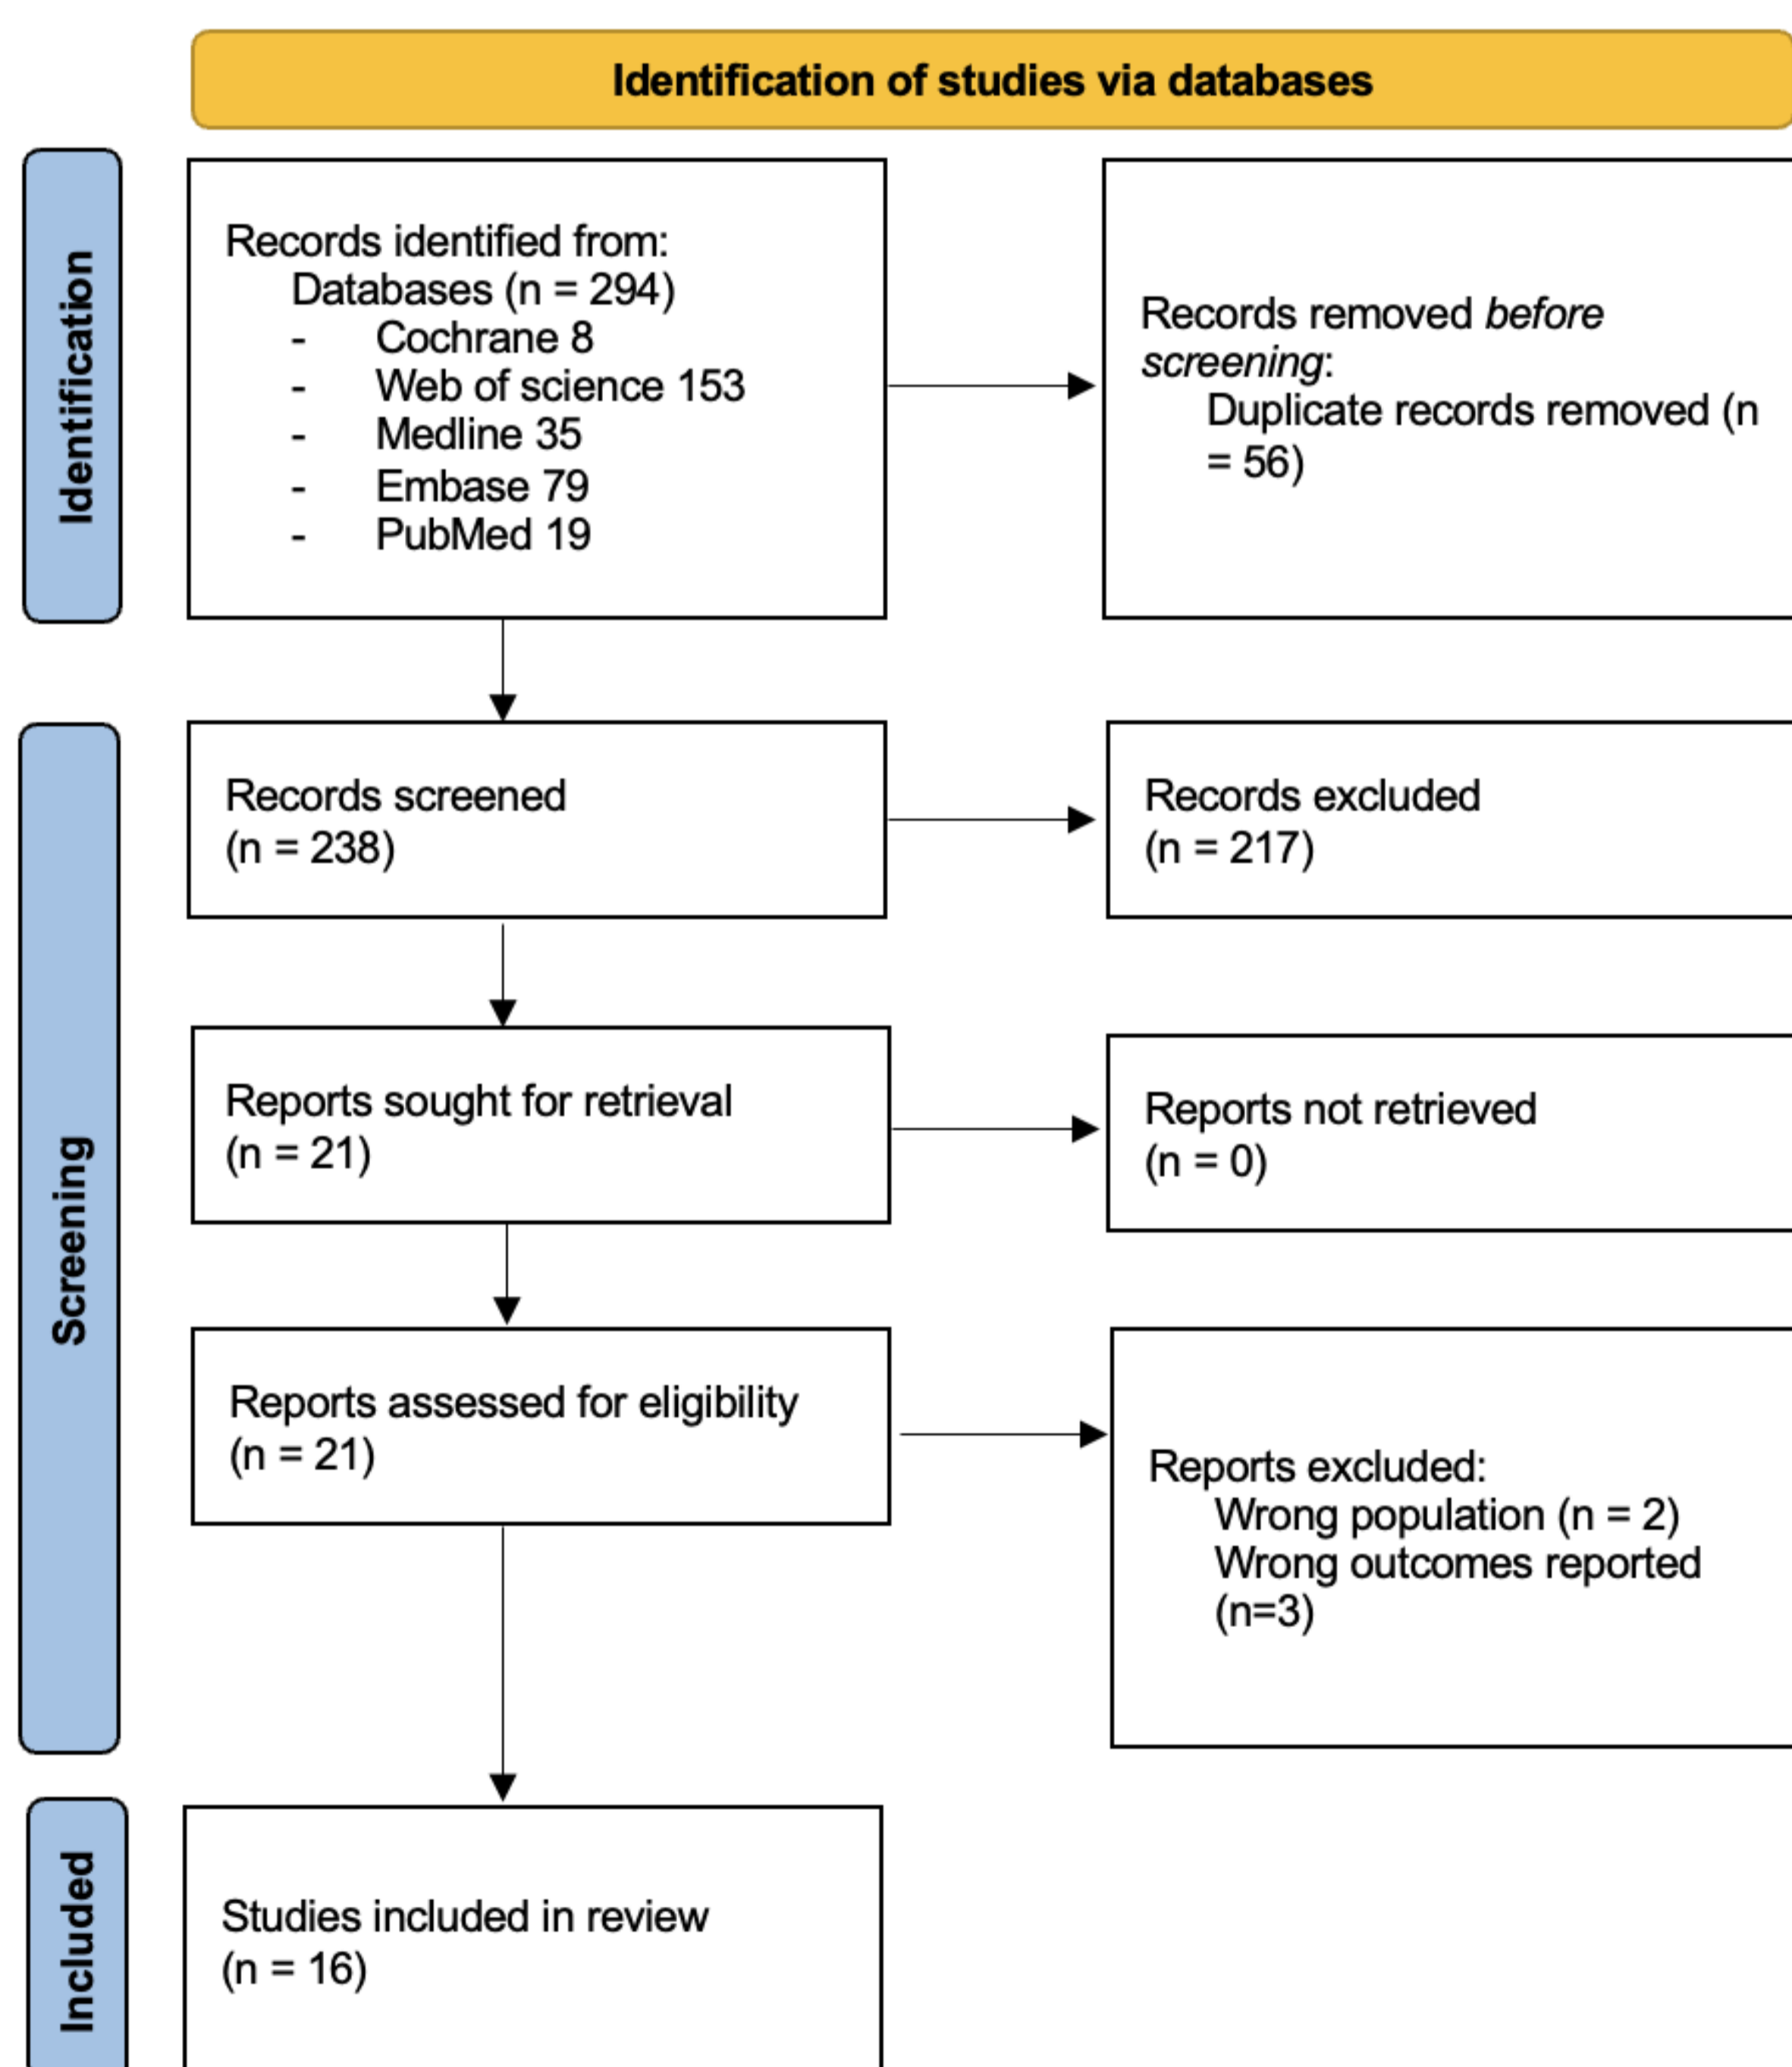 Identification of studies via databases
Identification
Records identified from:
Databases (n = 294)
- Cochrane 8
- Web of science 153
- Medline 35
- Embase 79
- PubMed 19
Records removed before
screening:
Duplicate records removed (n
= 56)
Screening
Records screened
(n = 238)
Records excluded
(n = 217)
Reports sought for retrieval
(n = 21)
Reports not retrieved
(n = 0)
Reports assessed for eligibility
(n = 21)
Reports excluded:
Wrong population (n = 2)
Wrong outcomes reported
(n=3)
Included
Studies included in review
(n = 16)